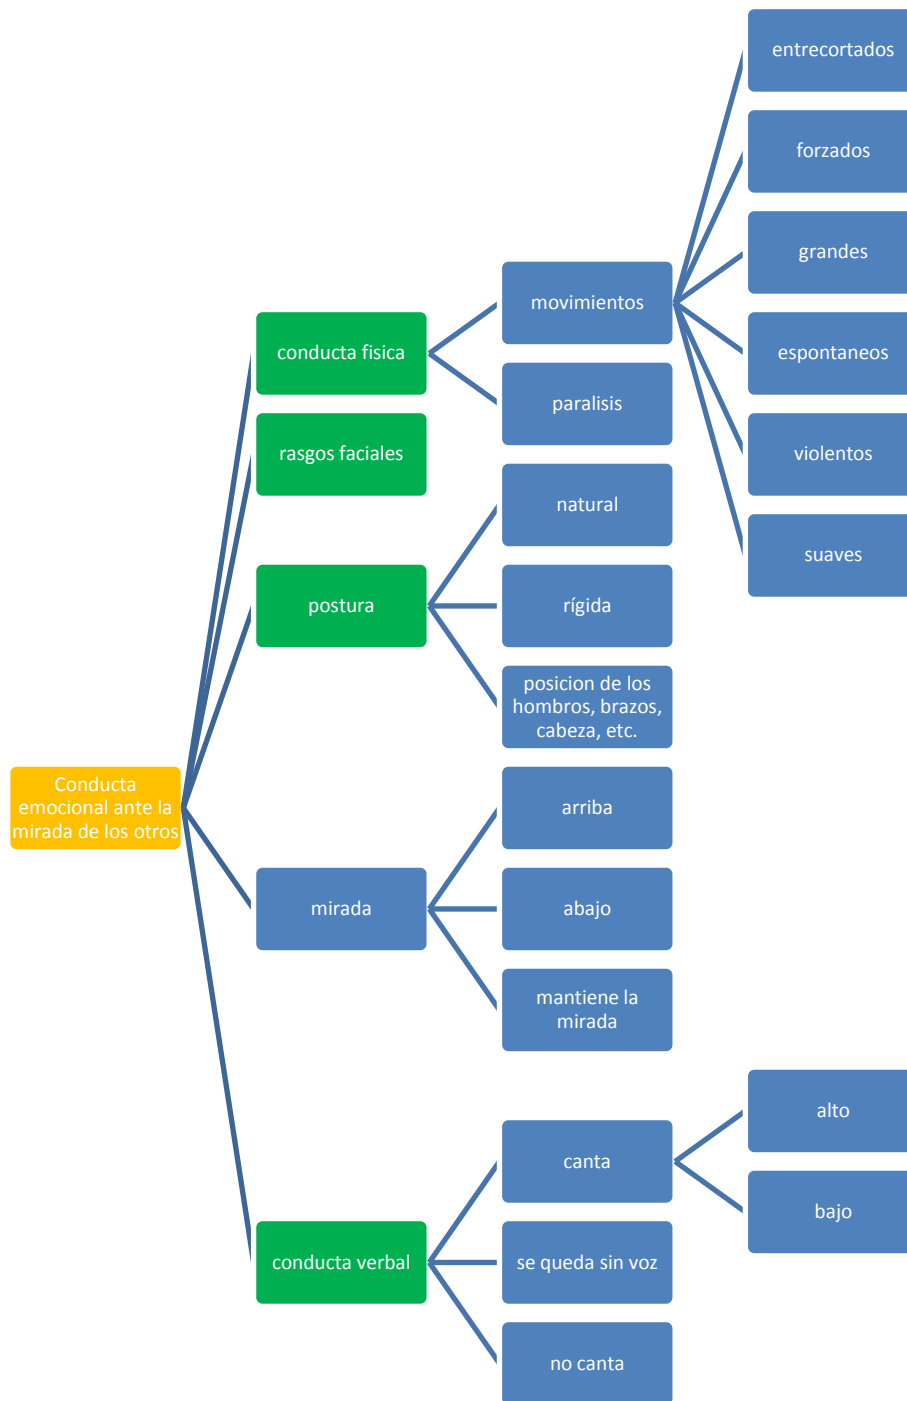 entrecortados
forzados
grandes
movimientos
conducta fisica
espontaneos
paralisis
rasgos faciales
violentos
natural
suaves
postura
rígida
posicion de los
hombros, brazos,
cabeza, etc.
Conducta
emocional ante la
mirada de los otros
arriba
mirada
abajo
mantiene la
mirada
alto
canta
bajo
conducta verbal
se queda sin voz
no canta